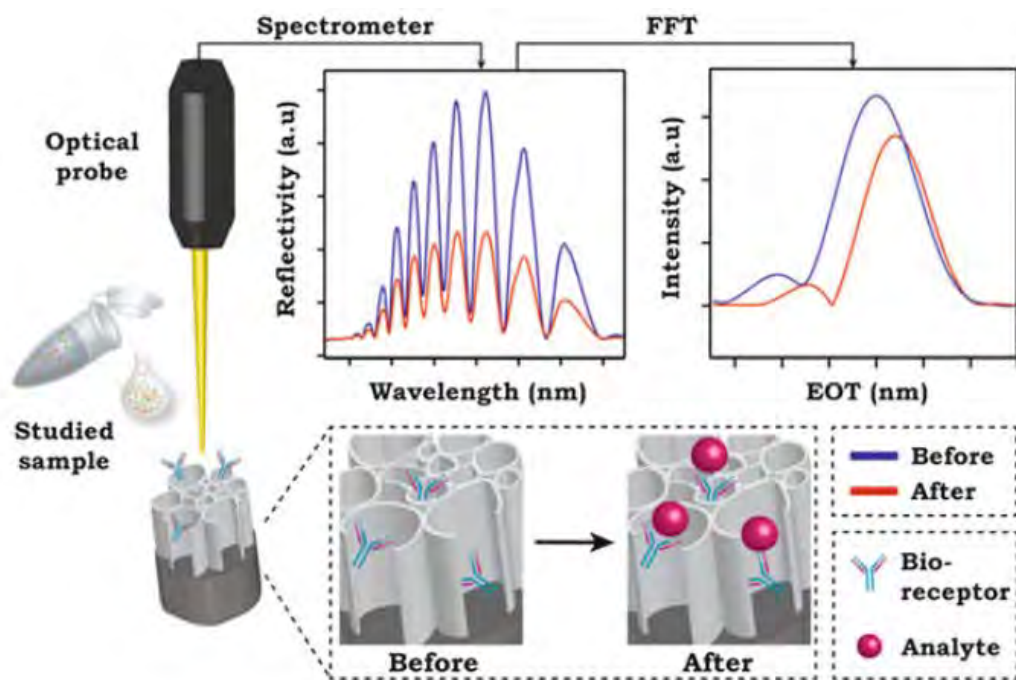 Spectrometer
FFT
Optical
probe
Reflectivity (a.u)
Wavelength (nm)
Intensity (a.u)
EOT (nm)
Studied
sample
Before
After
Before
After
Bio-
receptor
Analyte